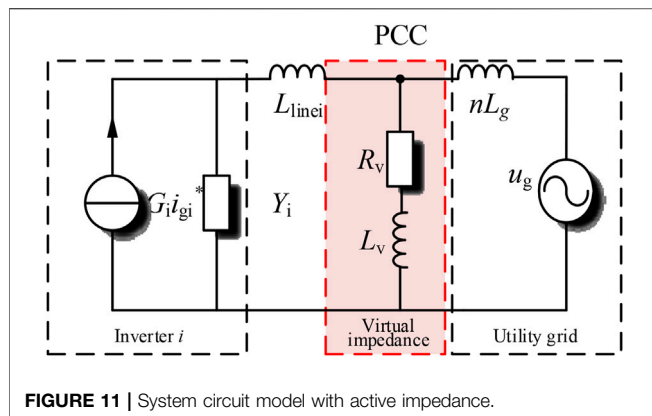 PCC
L_linei
nL_g
R_v
u_g
G_i i_gi*
Y_i
L_v
Inverter i
Virtual
impedance
Utility grid
FIGURE 11 | System circuit model with active impedance.